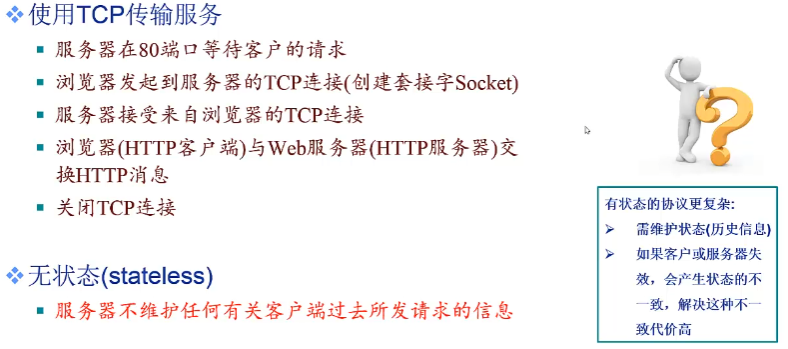 使用TCP传输服务
服务器在80端口等待客户的请求
浏览器发起到服务器的TCP连接(创建套接字Socket)
服务器接受来自浏览器的TCP连接
浏览器(HTTP客户端)与Web服务器(HTTP服务器)交
换HTTP消息
关闭TCP连接
无状态(stateless)
服务器不维护任何有关客户端过去所发请求的信息
有状态的协议更复杂:
需维护状态(历史信息)
如果客户或服务器失
效，会产生状态的不
一致，解决这种不一
致代价高